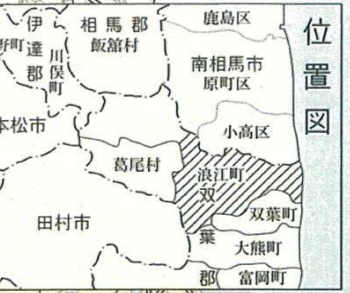 位置図
鹿島区
南相馬市
原町区
小高区
相馬郡
飯舘村
伊達郡
川俣町
野町
本松市
葛尾村
浪江町
双葉郡
双葉町
田村市
大熊町
富岡町